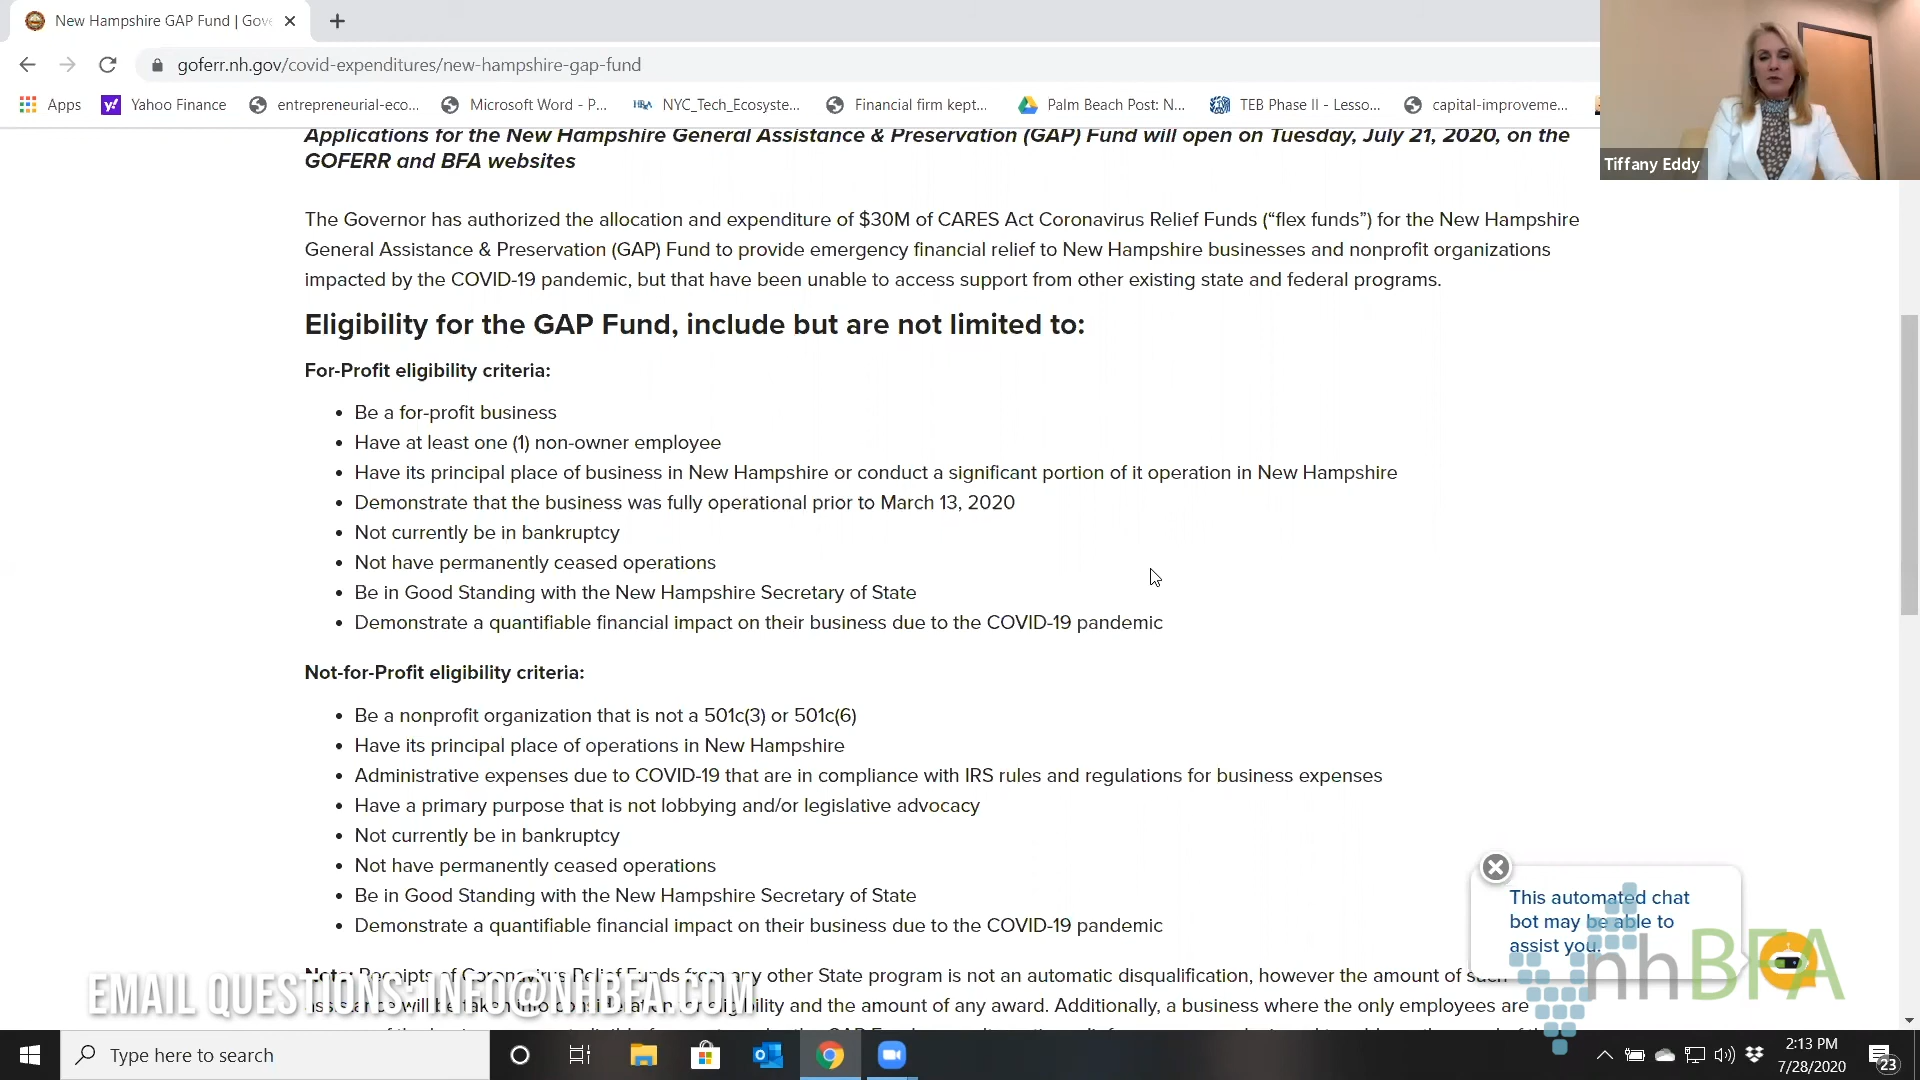 New Hampshire GAP Fund | Gove
goferr.nh.gov/covid-expenditures/new-hampshire-gap-fund
Apps Yahoo Finance entrepreneurial-eco... Microsoft Word - P... NYC_Tech_Ecosyste... Financial firm kept... Palm Beach Post: N... TEB Phase II - Lesso... capital-improveme...
Tiffany Eddy
Applications for the New Hampshire General Assistance & Preservation (GAP) Fund will open on Tuesday, July 21, 2020, on the
GOFERR and BFA websites
The Governor has authorized the allocation and expenditure of $30M of CARES Act Coronavirus Relief Funds (“flex funds”) for the New Hampshire
General Assistance & Preservation (GAP) Fund to provide emergency financial relief to New Hampshire businesses and nonprofit organizations
impacted by the COVID-19 pandemic, but that have been unable to access support from other existing state and federal programs.
Eligibility for the GAP Fund, include but are not limited to:
For-Profit eligibility criteria:
• Be a for-profit business
• Have at least one (1) non-owner employee
• Have its principal place of business in New Hampshire or conduct a significant portion of it operation in New Hampshire
• Demonstrate that the business was fully operational prior to March 13, 2020
• Not currently be in bankruptcy
• Not have permanently ceased operations
• Be in Good Standing with the New Hampshire Secretary of State
• Demonstrate a quantifiable financial impact on their business due to the COVID-19 pandemic
Not-for-Profit eligibility criteria:
• Be a nonprofit organization that is not a 501c(3) or 501c(6)
• Have its principal place of operations in New Hampshire
• Administrative expenses due to COVID-19 that are in compliance with IRS rules and regulations for business expenses
• Have a primary purpose that is not lobbying and/or legislative advocacy
• Not currently be in bankruptcy
• Not have permanently ceased operations
• Be in Good Standing with the New Hampshire Secretary of State
• Demonstrate a quantifiable financial impact on their business due to the COVID-19 pandemic
Note: Receipts of Coronavirus Relief Funds from any other State program is not an automatic disqualification, however the amount of such
assistance will be taken into consideration for eligibility and the amount of any award. Additionally, a business where the only employees are
This automated chat
bot may be able to
assist you.
nhBFA
EMAIL QUESTIONS: INFO@NHBFA.COM
Type here to search
2:13 PM
7/28/2020
23